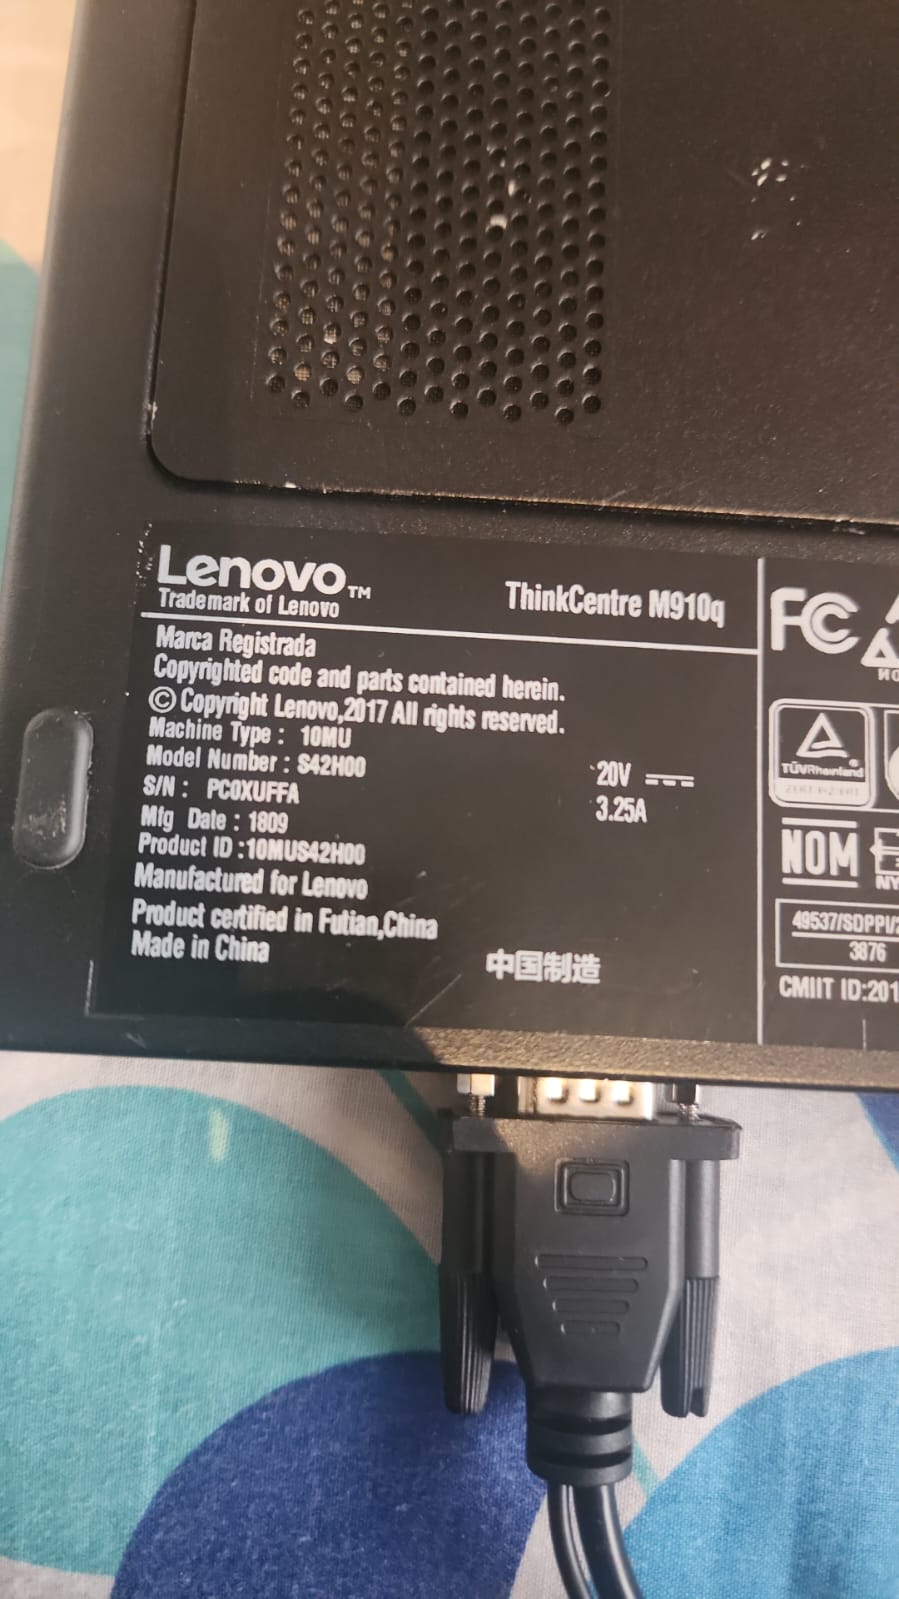 Lenovo™
Trademark of Lenovo
ThinkCentre M910q
Marca Registrada
Copyrighted code and parts contained herein.
© Copyright Lenovo,2017 All rights reserved.
Machine Type : 10MU
Model Number : S42H00
S/N : PC0XUFFA
Mfg Date : 1809
Product ID :10MUS42H00
Manufactured for Lenovo
Product certified in Futian,China
Made in China
中国制造
20V
3.25A
FC
TÜVRheinland
NOM
NY
49537/SDPPI/
3876
CMIIT ID:201